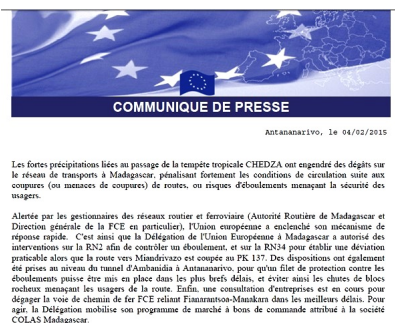 COMMUNIQUE DE PRESSE
Antananarivo, le 04/02/2015
Les fortes précipitations liées au passage de la tempête tropicale CHEDZA ont engendré des dégâts sur
le réseau de transports à Madagascar, pénalisant fortement les conditions de circulation suite aux
coupures (ou menaces de coupures) de routes, ou risques d'éboulements menaçant la sécurité des
usagers.
Alertée par les gestionnaires des réseaux routier et ferroviaire (Autorité Routière de Madagascar et
Direction générale de la FCE en particulier), l'Union européenne a enclenché son mécanisme de
réponse rapide. C'est ainsi que la Délégation de l'Union Européenne à Madagascar a autorisé des
interventions sur la RN2 afin de contrôler un éboulement, et sur la RN34 pour établir une déviation
praticable alors que la route vers Miandrivazo est coupée au PK 137. Des dispositions ont également
été prises au niveau du tunnel d'Ambanidia à Antananarivo, pour qu'un filet de protection contre les
éboulements puisse être mis en place dans les plus brefs délais, et éviter ainsi les chutes de blocs
rocheux menaçant les usagers de la route. Enfin, une consultation d'entreprises est en cours pour
dégager la voie de chemin de fer FCE reliant Fianarantsoa-Manakara dans les meilleurs délais. Pour
agir, la Délégation mobilise son programme de marché à bons de commande attribué à la société
COLAS Madagascar.